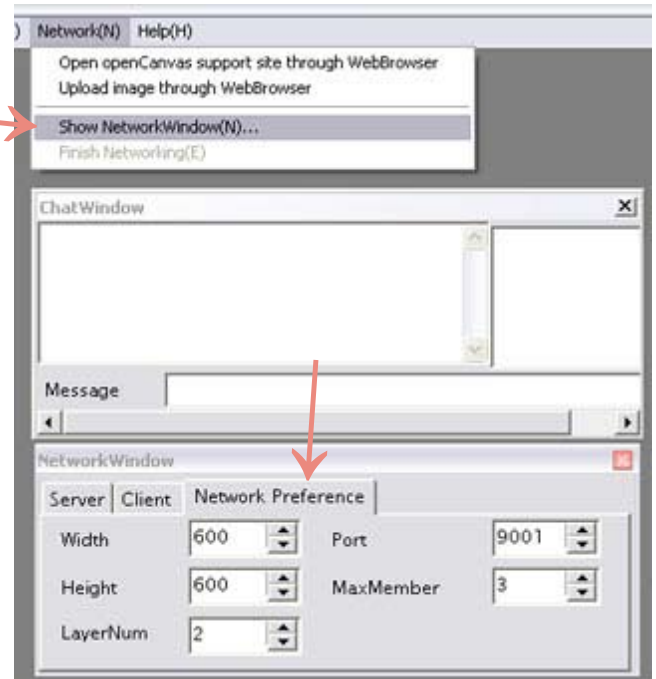 ) Network(N) Help(H)
Open openCanvas support site through WebBrowser
Upload image through WebBrowser
Show NetworkWindow(N)...
Finish Networking(E)
ChatWindow
Message
NetworkWindow
Server Client Network Preference
Width 600 Port 9001
Height 600 MaxMember 3
LayerNum 2